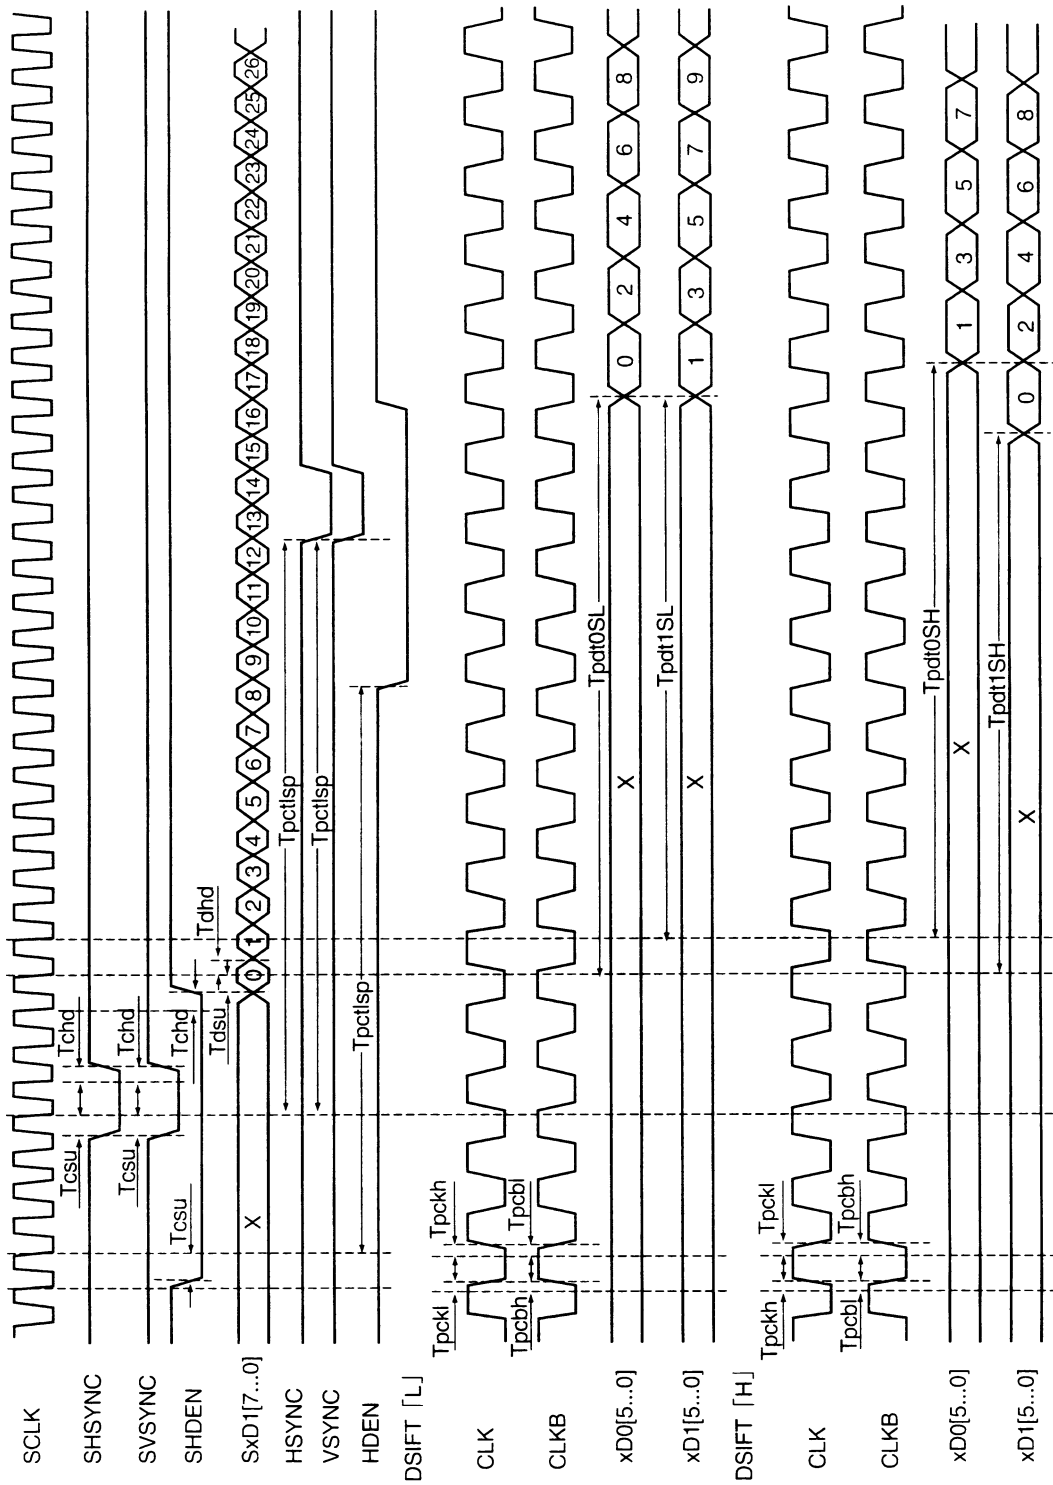 SCLK
Tcsu Tchd
SHSYNC
Tcsu Tchd
SVSYNC
Tcsu Tchd
SHDEN
Tdsu Tdhd
SxD1[7...0] X 0 1 2 3 4 5 6 7 8 9 10 11 12 13 14 15 16 17 18 19 20 21 22 23 24 25 26
Tpctlsp
HSYNC
Tpctlsp
VSYNC
Tpctlsp
HDEN
DSIFT「L」
Tpckl Tpckh
CLK
Tpcbh Tpcbl
CLKB
Tpdt0SL
xD0[5...0] X 0 2 4 6 8
Tpdt1SL
xD1[5...0] X 1 3 5 7 9
DSIFT「H」
Tpckh Tpckl
CLK
Tpcbl Tpcbh
CLKB
Tpdt0SH
xD0[5...0] X 1 3 5 7
Tpdt1SH
xD1[5...0] X 0 2 4 6 8